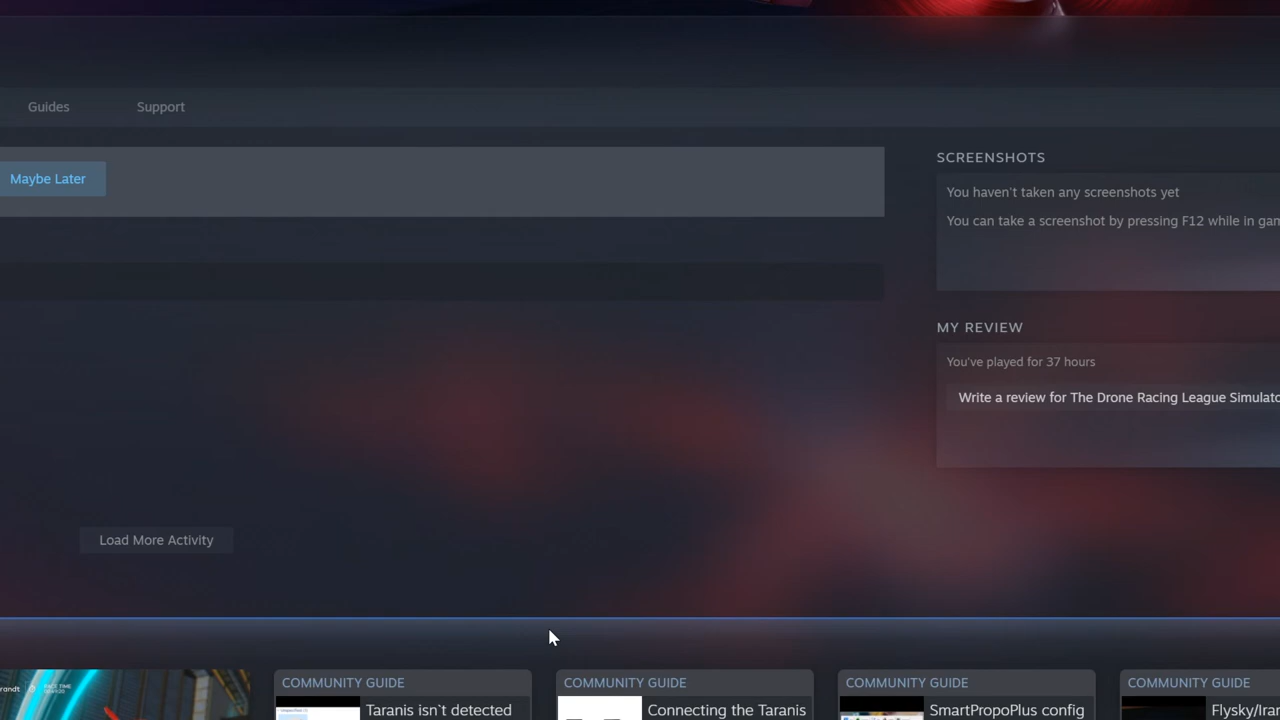 Guides Support
Maybe Later
SCREENSHOTS
You haven't taken any screenshots yet
You can take a screenshot by pressing F12 while in gam
MY REVIEW
You've played for 37 hours
Write a review for The Drone Racing League Simulato
Load More Activity
randt
RACE TIME
COMMUNITY GUIDE
Taranis isn`t detected
COMMUNITY GUIDE
Connecting the Taranis
COMMUNITY GUIDE
SmartPropoPlus config
COMMUNITY GUIDE
Flysky/Iran